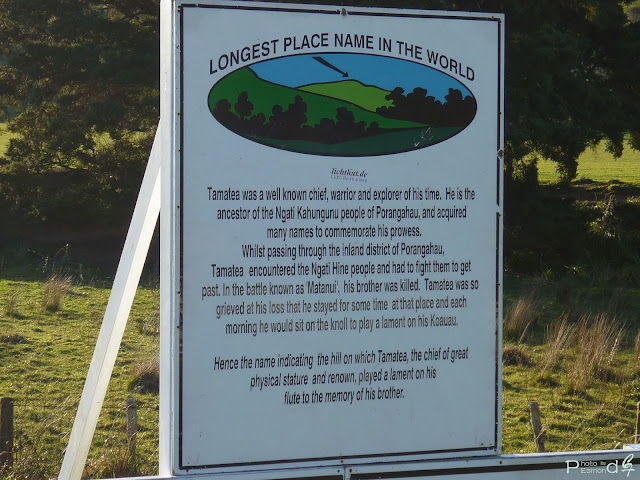 LONGEST PLACE NAME IN THE WORLD
lichtflut.de
Tamatea was a well known chief, warrior and explorer of his time. He is the
ancestor of the Ngati Kahungunu people of Porangahau, and acquired
many names to commemorate his prowess.
Whilst passing through the inland district of Porangahau,
Tamatea encountered the Ngati Hine people and had to fight them to get
past. In the battle known as 'Matanui', his brother was killed. Tamatea was so
grieved at his loss that he stayed for some time at that place and each
morning he would sit on the knoll to play a lament on his Koauau.
Hence the name indicating the hill on which Tamatea, the chief of great
physical stature and renown, played a lament on his
flute to the memory of his brother.
Photo By
Esmond